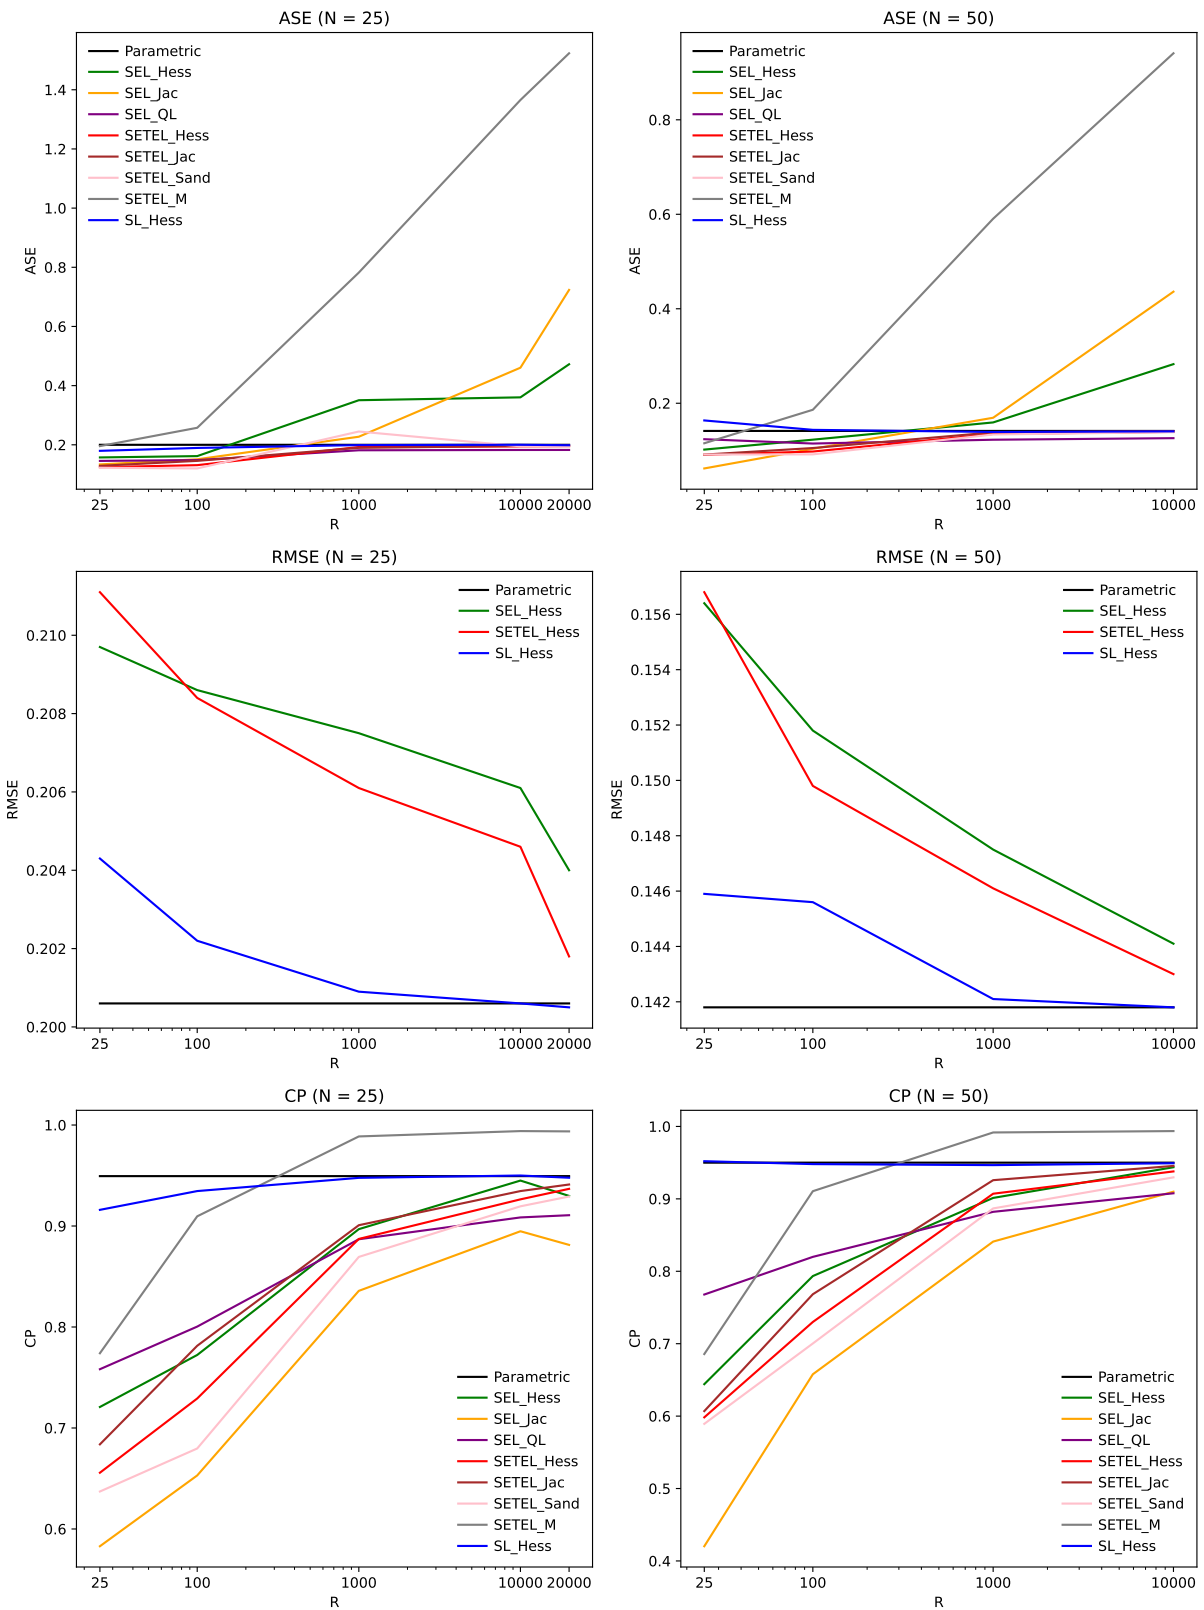 ASE (N = 25)
ASE
1.4
1.2
1.0
0.8
0.6
0.4
0.2
Parametric
SEL_Hess
SEL_Jac
SEL_QL
SETEL_Hess
SETEL_Jac
SETEL_Sand
SETEL_M
SL_Hess
25 100 1000 10000 20000
R
ASE (N = 50)
ASE
0.8
0.6
0.4
0.2
Parametric
SEL_Hess
SEL_Jac
SEL_QL
SETEL_Hess
SETEL_Jac
SETEL_Sand
SETEL_M
SL_Hess
25 100 1000 10000
R
RMSE (N = 25)
RMSE
0.210
0.208
0.206
0.204
0.202
0.200
Parametric
SEL_Hess
SETEL_Hess
SL_Hess
25 100 1000 10000 20000
R
RMSE (N = 50)
RMSE
0.156
0.154
0.152
0.150
0.148
0.146
0.144
0.142
Parametric
SEL_Hess
SETEL_Hess
SL_Hess
25 100 1000 10000
R
CP (N = 25)
CP
1.0
0.9
0.8
0.7
0.6
Parametric
SEL_Hess
SEL_Jac
SEL_QL
SETEL_Hess
SETEL_Jac
SETEL_Sand
SETEL_M
SL_Hess
25 100 1000 10000 20000
R
CP (N = 50)
CP
1.0
0.9
0.8
0.7
0.6
0.5
0.4
Parametric
SEL_Hess
SEL_Jac
SEL_QL
SETEL_Hess
SETEL_Jac
SETEL_Sand
SETEL_M
SL_Hess
25 100 1000 10000
R